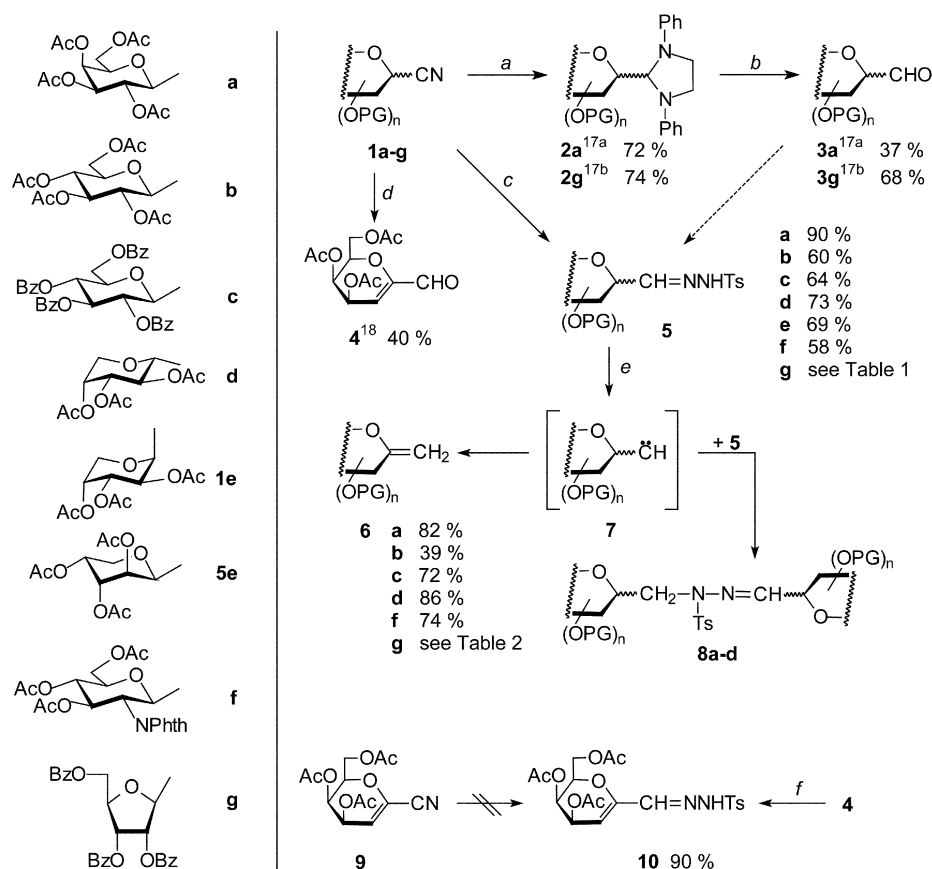 AcO OAc
O
AcO
OAc
a
OAc
O
AcO
AcO
OAc
b
OBz
O
BzO
BzO
OBz
c
O
OAc
OAc
AcO
d
O
OAc
OAc
AcO
1e
OAc
O
AcO
OAc
5e
OAc
O
AcO
AcO
NPhth
f
BzO
O
BzO OBz
g
O
CN
(OPG)n
1a-g
a
Ph
O
N
N
(OPG)n
Ph
2a17a 72 %
2g17b 74 %
b
O
CHO
(OPG)n
3a17a 37 %
3g17b 68 %
d
c
OAc
AcO
O
AcO
CHO
418 40 %
O
CH=NNHTs
(OPG)n
5
a 90 %
b 60 %
c 64 %
d 73 %
e 69 %
f 58 %
g see Table 1
e
O
CH2
(OPG)n
6 a 82 %
b 39 %
c 72 %
d 86 %
f 74 %
g see Table 2
O
C̈H
(OPG)n
7
+ 5
O
CH2-N-N=CH
Ts
(OPG)n
(OPG)n
O
8a-d
OAc
AcO
O
OAc
CN
9
OAc
AcO
O
OAc
CH=NNHTs
10 90 %
f
4